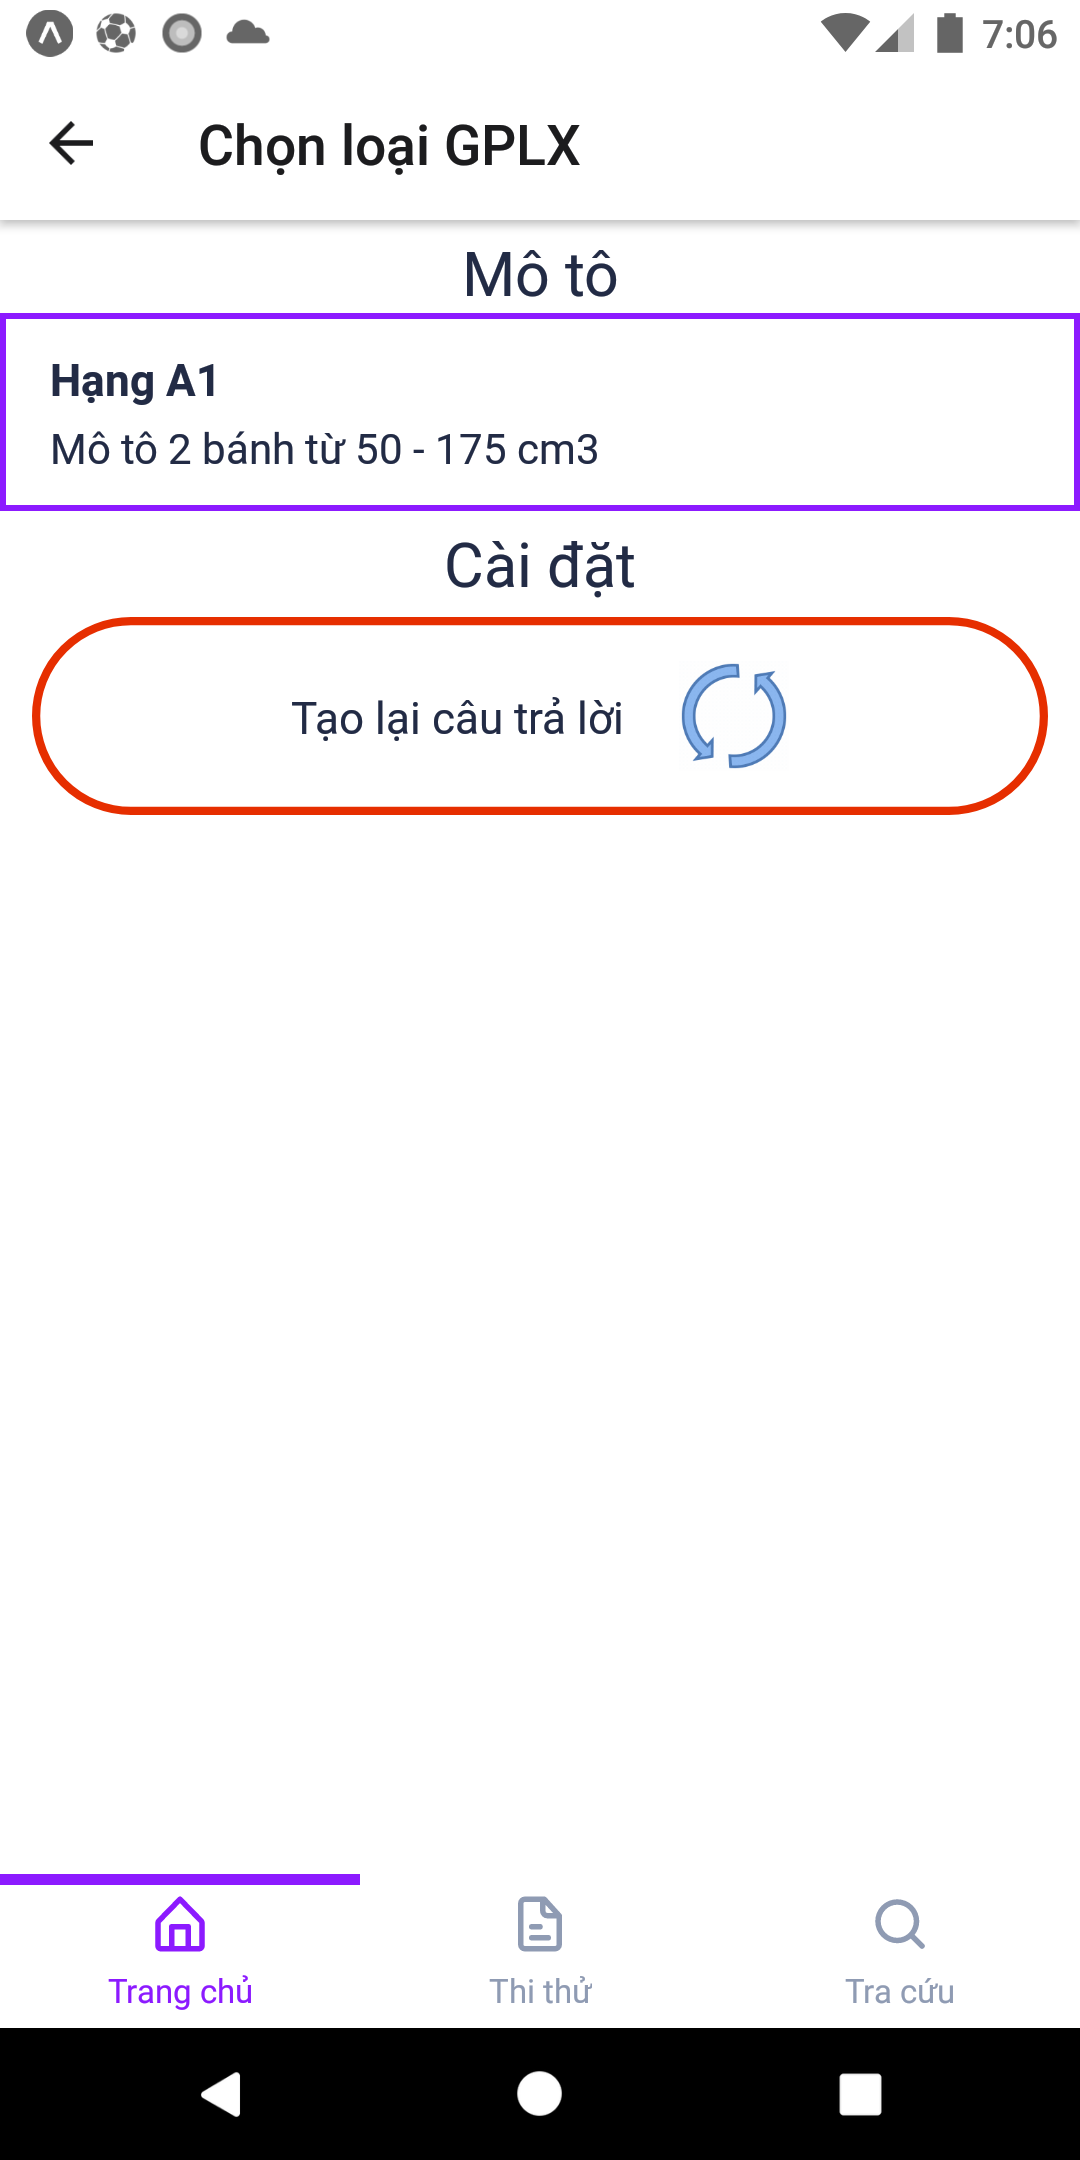 7:06
Chọn loại GPLX
Mô tô
Hạng A1
Mô tô 2 bánh từ 50 - 175 cm3
Cài đặt
Tạo lại câu trả lời
Trang chủ
Thi thử
Tra cứu